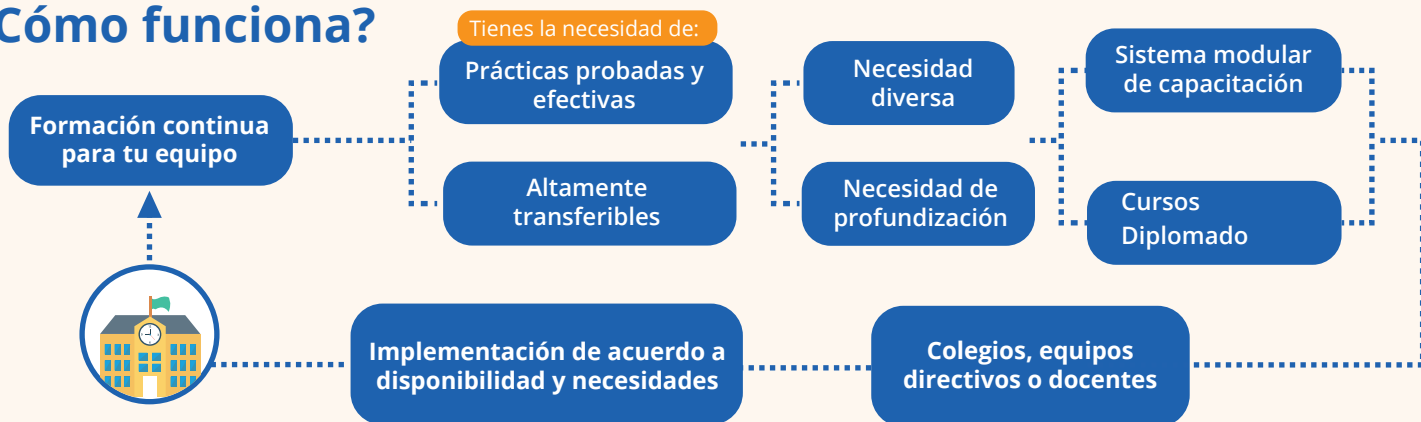 Cómo funciona?
Tienes la necesidad de:
Prácticas probadas y
efectivas
Altamente
transferibles
Formación continua
para tu equipo
Necesidad
diversa
Necesidad de
profundización
Sistema modular
de capacitación
Cursos
Diplomado
Implementación de acuerdo a
disponibilidad y necesidades
Colegios, equipos
directivos o docentes